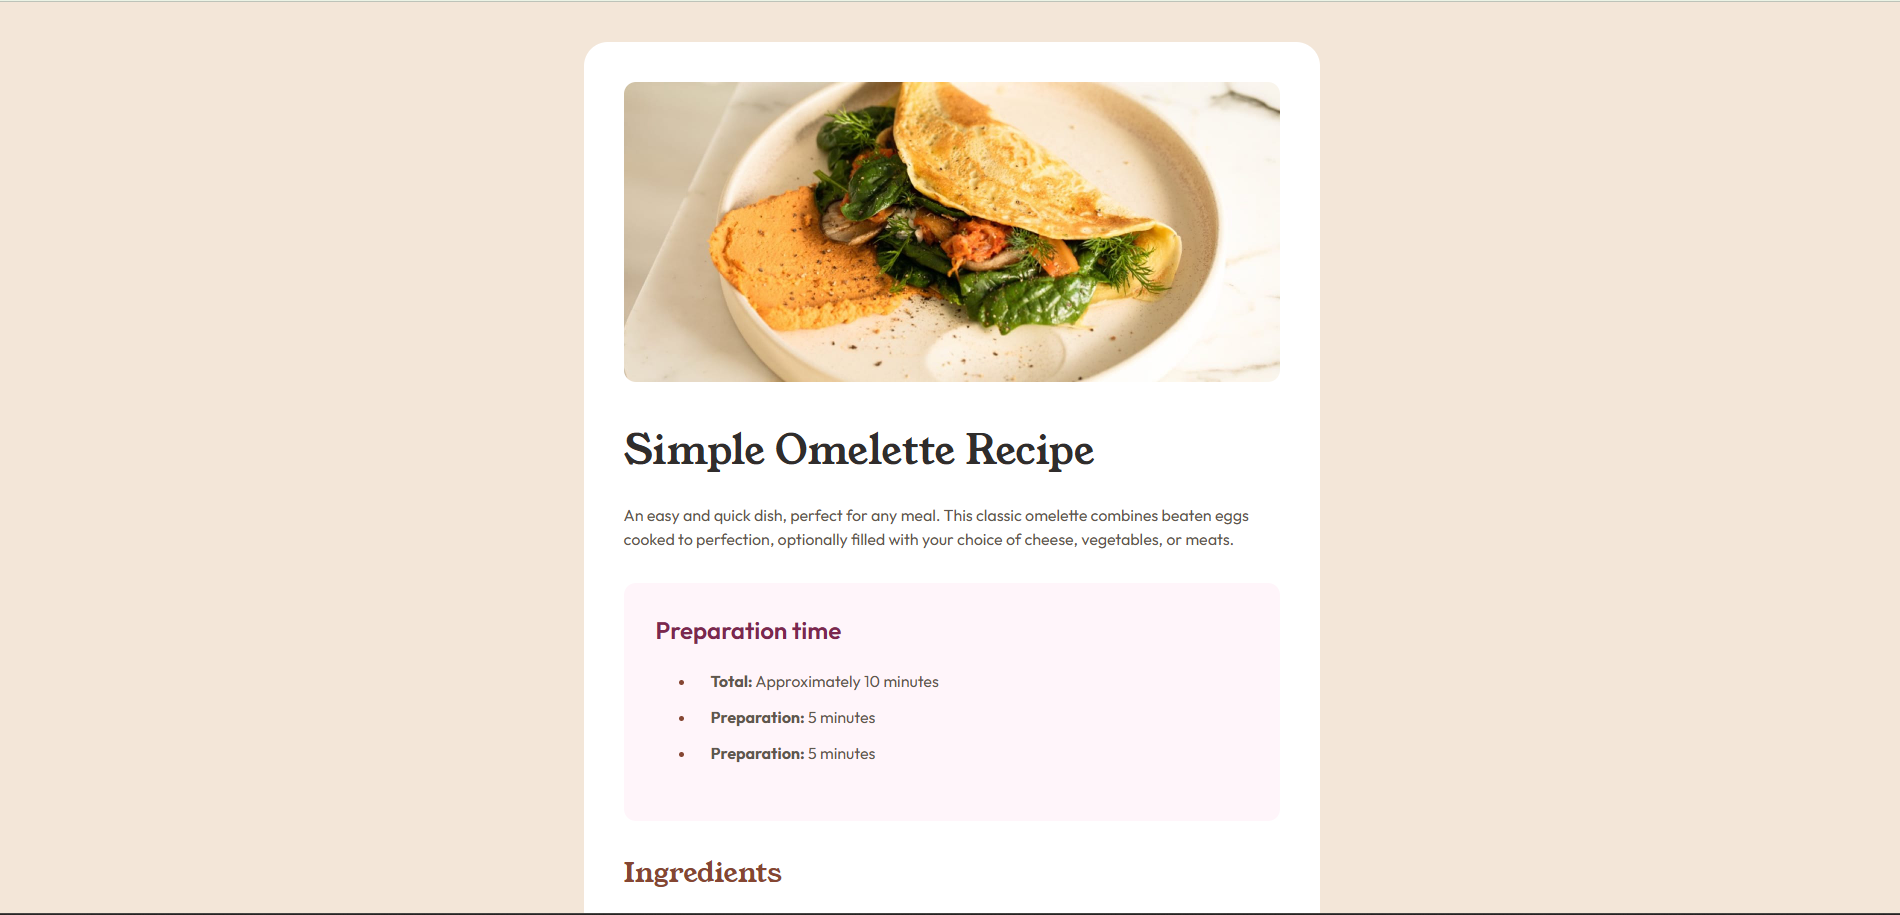 Simple Omelette Recipe
An easy and quick dish, perfect for any meal. This classic omelette combines beaten eggs
cooked to perfection, optionally filled with your choice of cheese, vegetables, or meats.
Preparation time
• Total: Approximately 10 minutes
• Preparation: 5 minutes
• Preparation: 5 minutes
Ingredients